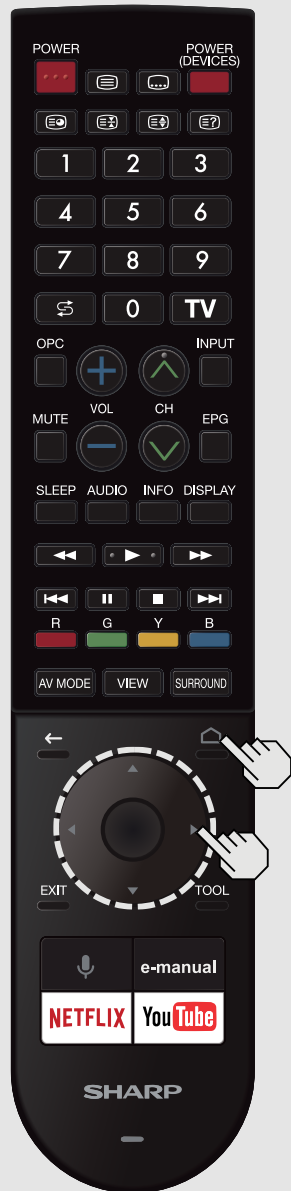 POWER POWER
(DEVICES)
1 2 3
4 5 6
7 8 9
0 TV
OPC INPUT
VOL CH
MUTE EPG
SLEEP AUDIO INFO DISPLAY
R G Y B
AV MODE VIEW SURROUND
EXIT TOOL
e-manual
NETFLIX YouTube
SHARP